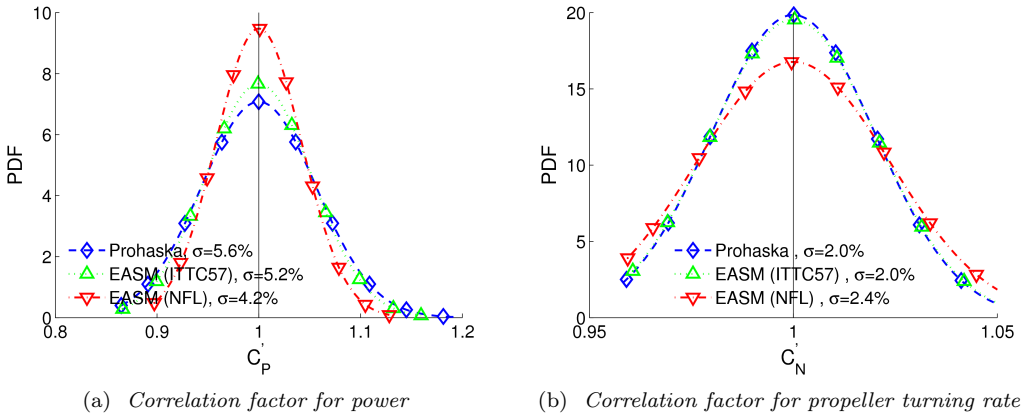 10
8
6
4
2
0
PDF
Prohaska, σ=5.6%
EASM (ITTC57), σ=5.2%
EASM (NFL), σ=4.2%
0.8 0.9 1 1.1 1.2
C'P
(a) Correlation factor for power
20
15
10
5
0
PDF
Prohaska , σ=2.0%
EASM (ITTC57) , σ=2.0%
EASM (NFL) , σ=2.4%
0.95 1 1.05
C'N
(b) Correlation factor for propeller turning rate